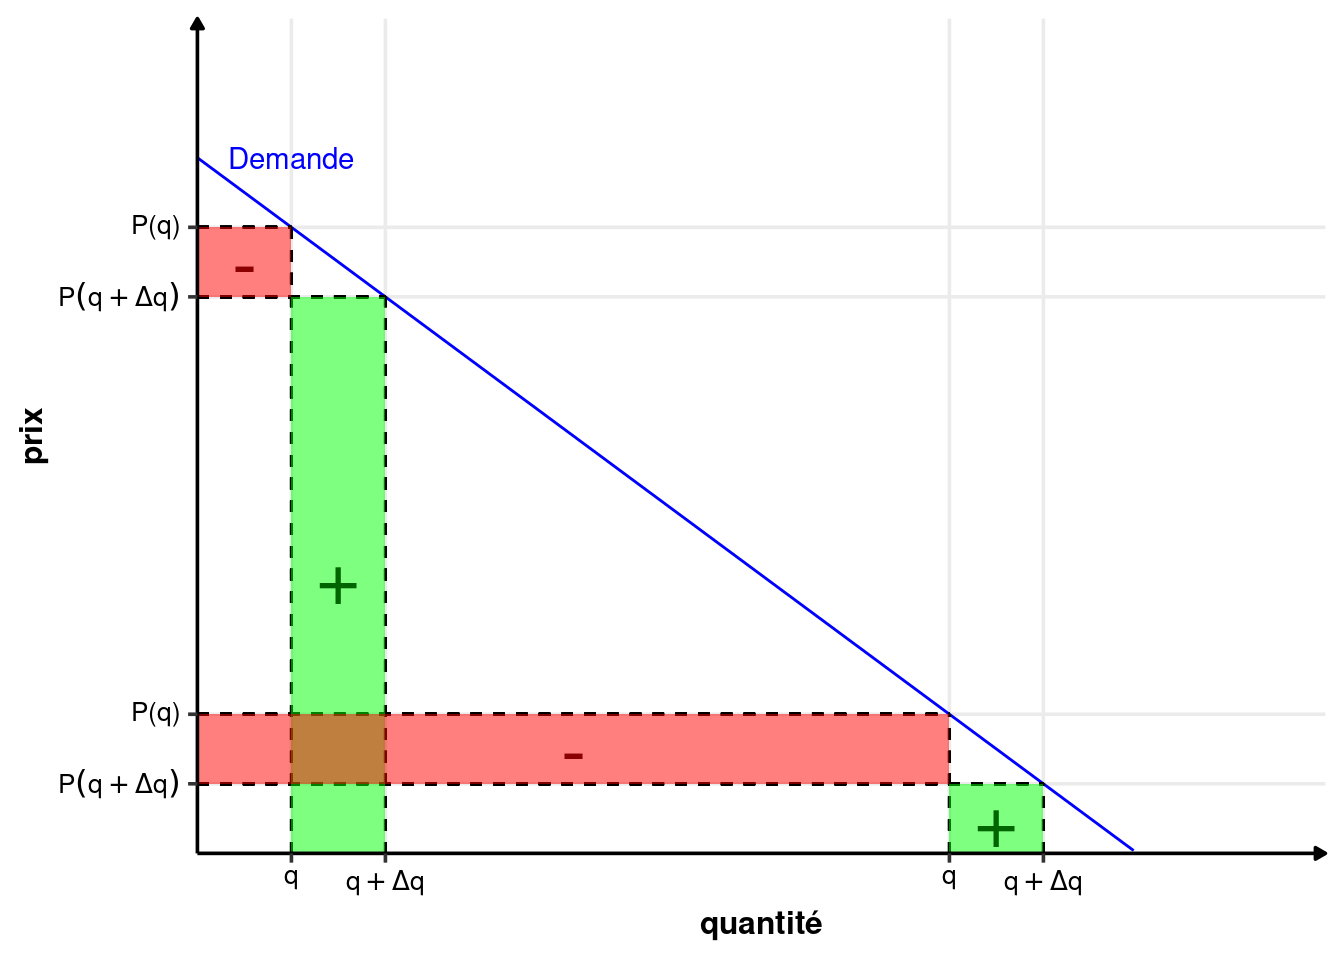 Demande
P(q)
-
P(q + Δq)
prix
+
P(q)
-
P(q + Δq)
+
q
q + Δq
q
q + Δq
quantité